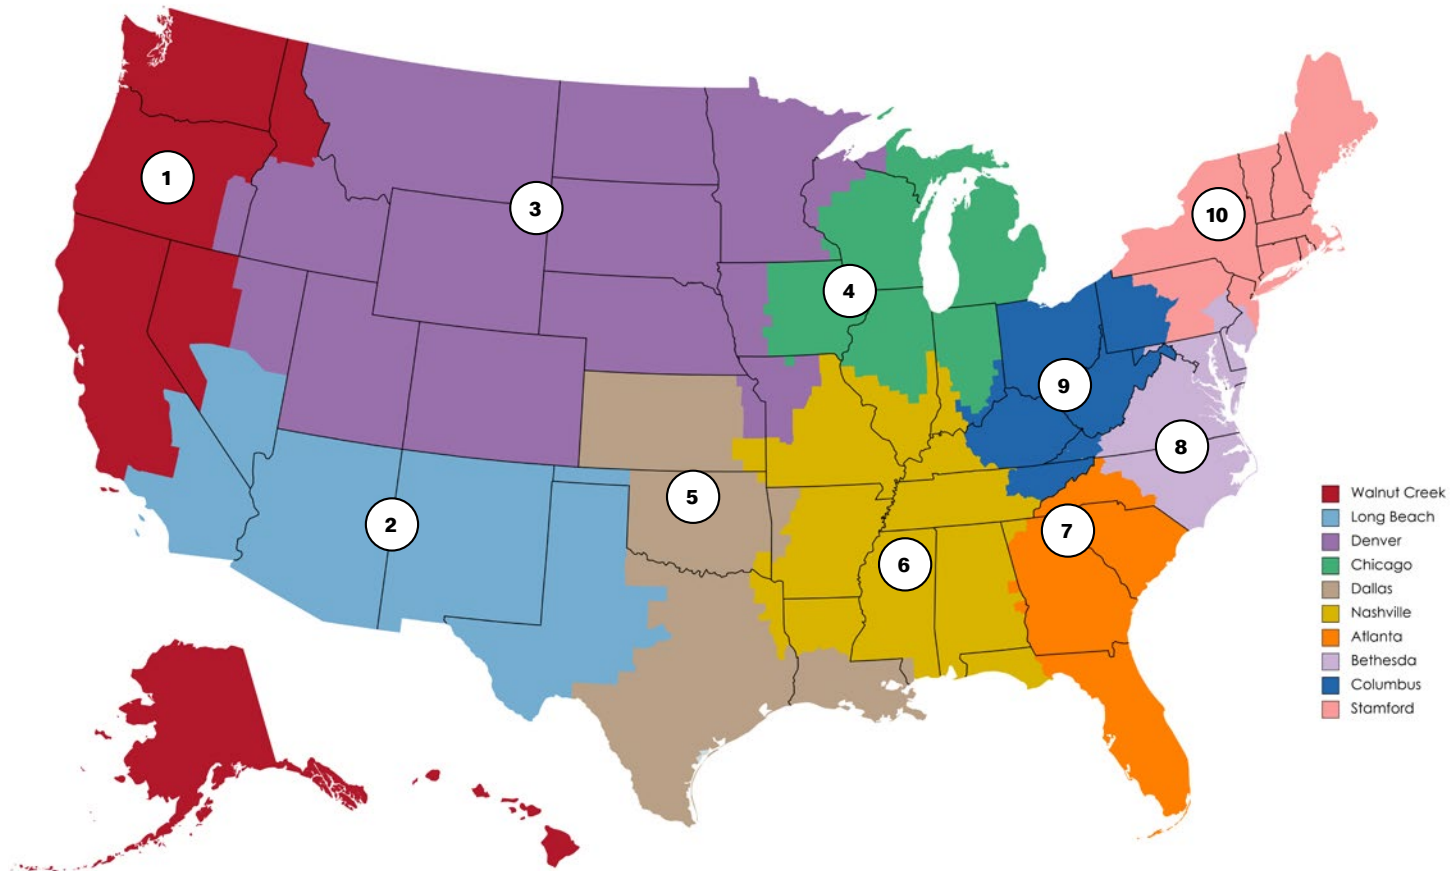 1
2
3
4
5
6
7
8
9
10
Walnut Creek
Long Beach
Denver
Chicago
Dallas
Nashville
Atlanta
Bethesda
Columbus
Stamford